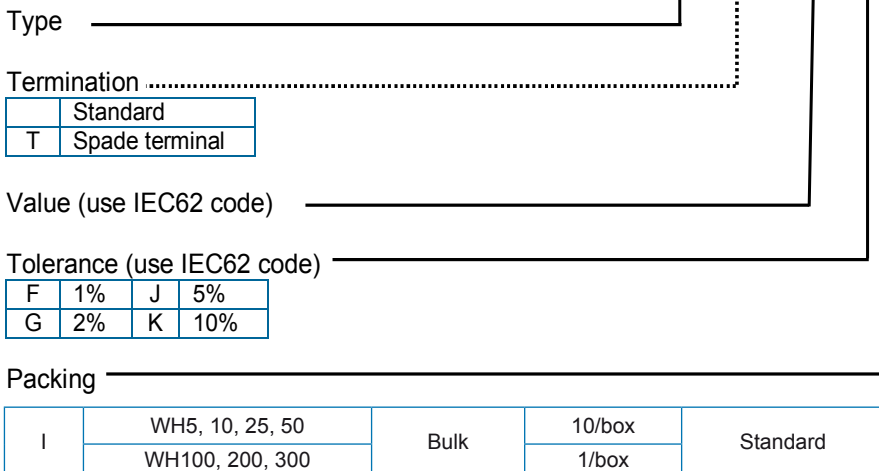 Type
Termination
Standard
T Spade terminal
Value (use IEC62 code)
Tolerance (use IEC62 code)
F 1% J 5%
G 2% K 10%
Packing
I WH5, 10, 25, 50 Bulk 10/box Standard
WH100, 200, 300 1/box